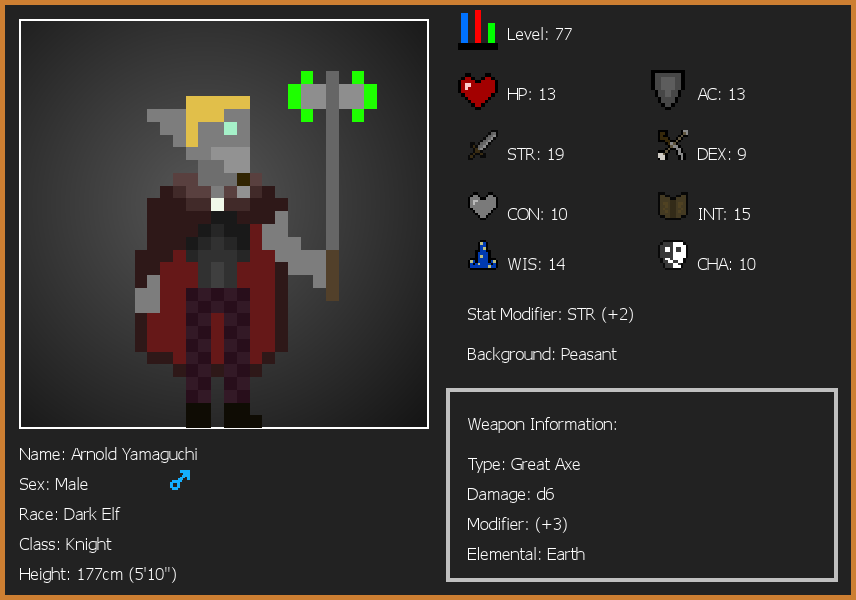 Level: 77
HP: 13
AC: 13
STR: 19
DEX: 9
CON: 10
INT: 15
WIS: 14
CHA: 10
Stat Modifier: STR (+2)
Background: Peasant
Weapon Information:
Type: Great Axe
Damage: d6
Modifier: (+3)
Elemental: Earth
Name: Arnold Yamaguchi
Sex: Male
Race: Dark Elf
Class: Knight
Height: 177cm (5'10")